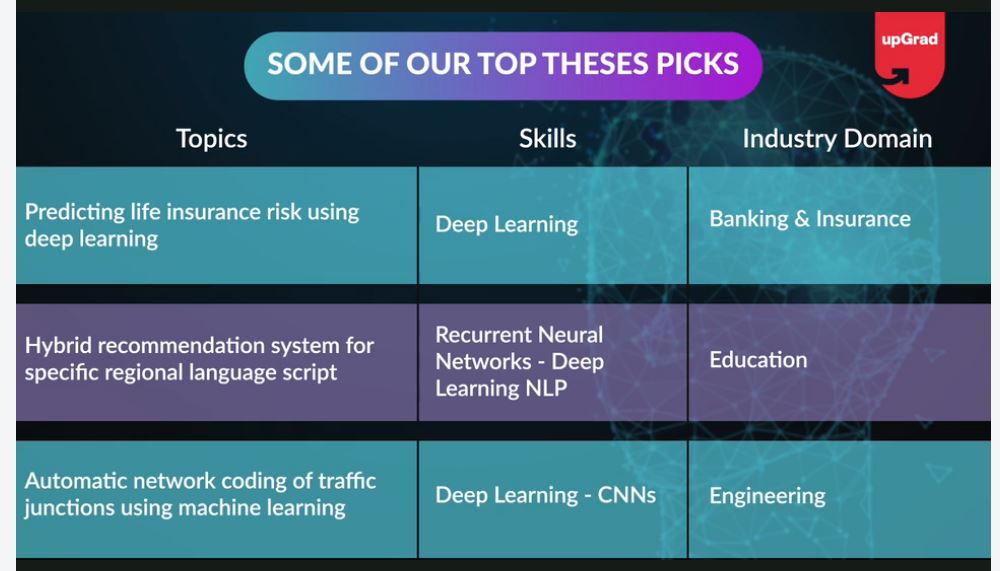 upGrad
SOME OF OUR TOP THESES PICKS
Topics
Skills
Industry Domain
Predicting life insurance risk using
deep learning
Deep Learning
Banking & Insurance
Hybrid recommendation system for
specific regional language script
Recurrent Neural
Networks - Deep
Learning NLP
Education
Automatic network coding of traffic
junctions using machine learning
Deep Learning - CNNs
Engineering